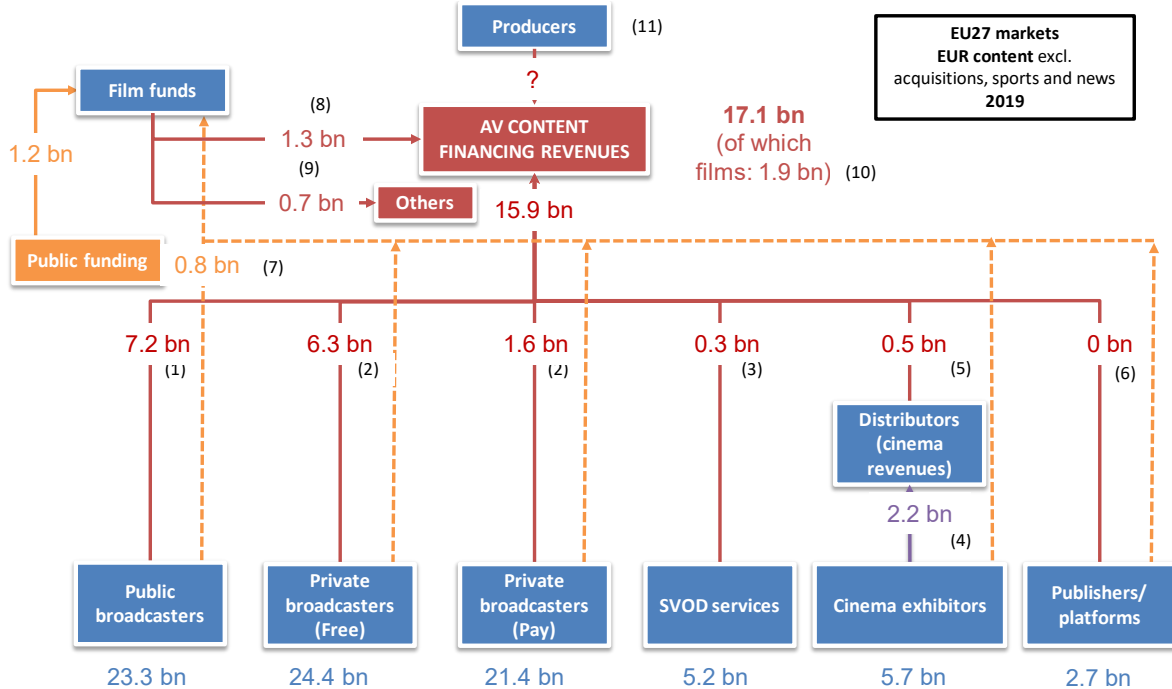 Producers
(11)
EU27 markets
EUR content excl.
acquisitions, sports and news
2019
?
Film funds
(8)
1.3 bn
AV CONTENT
FINANCING REVENUES
17.1 bn
(of which
films: 1.9 bn)
(10)
1.2 bn
(9)
0.7 bn
Others
15.9 bn
Public funding
0.8 bn
(7)
7.2 bn
(1)
6.3 bn
(2)
1.6 bn
(2)
0.3 bn
(3)
0.5 bn
(5)
0 bn
(6)
Distributors
(cinema
revenues)
2.2 bn
(4)
Public
broadcasters
Private
broadcasters
(Free)
Private
broadcasters
(Pay)
SVOD services
Cinema exhibitors
Publishers/
platforms
23.3 bn
24.4 bn
21.4 bn
5.2 bn
5.7 bn
2.7 bn